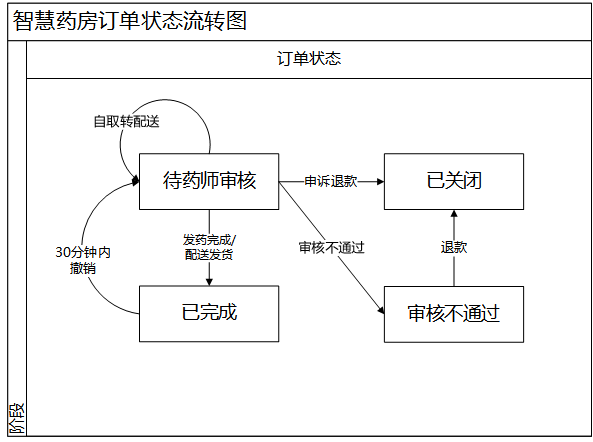 智慧药房订单状态流转图
订单状态
自取转配送
待药师审核
申诉退款
已关闭
发药完成/
配送发货
审核不通过
退款
30分钟内
撤销
已完成
审核不通过
阶段